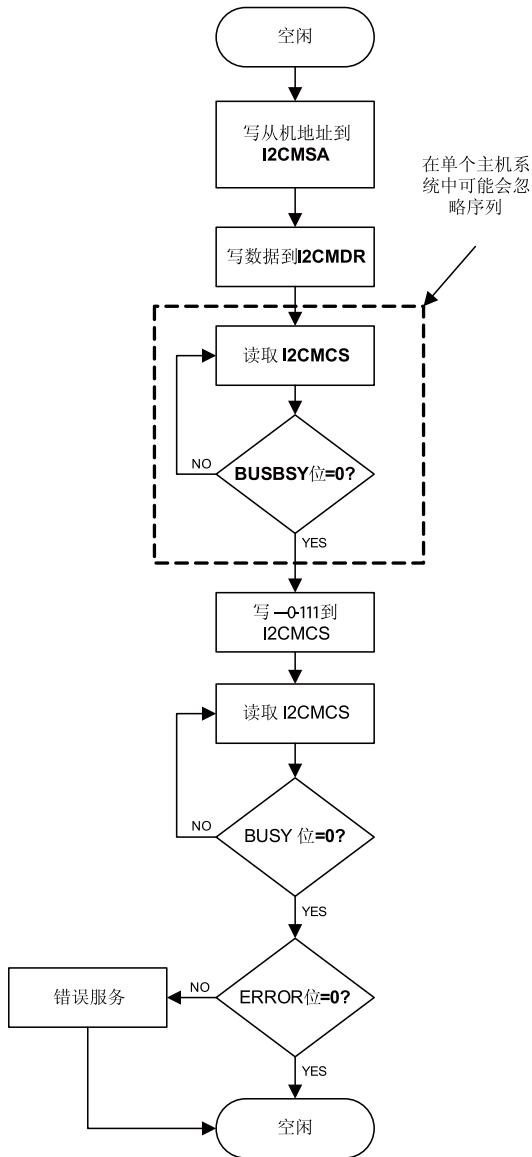 空闲
写从机地址到
I2CMSA
在单个主机系
统中可能会忽
略序列
写数据到I2CMDR
读取 I2CMCS
NO
BUSBSY位=0?
YES
写—0-111到
I2CMCS
读取 I2CMCS
NO
BUSY 位=0?
YES
错误服务
NO
ERROR位=0?
YES
空闲